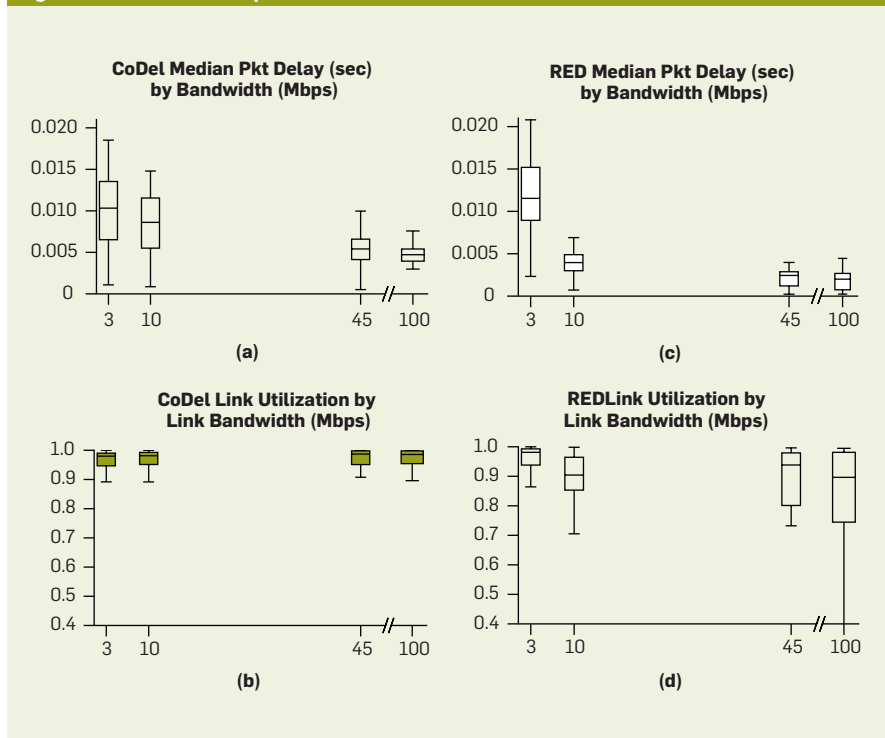 CoDel Median Pkt Delay (sec)
by Bandwidth (Mbps)
0.020
0.015
0.010
0.005
0
3 10 45 100
(a)
RED Median Pkt Delay (sec)
by Bandwidth (Mbps)
0.020
0.015
0.010
0.005
0
3 10 45 100
(c)
CoDel Link Utilization by
Link Bandwidth (Mbps)
1.0
0.9
0.8
0.7
0.6
0.5
0.4
3 10 45 100
(b)
REDLink Utilization by
Link Bandwidth (Mbps)
1.0
0.9
0.8
0.7
0.6
0.5
0.4
3 10 45 100
(d)